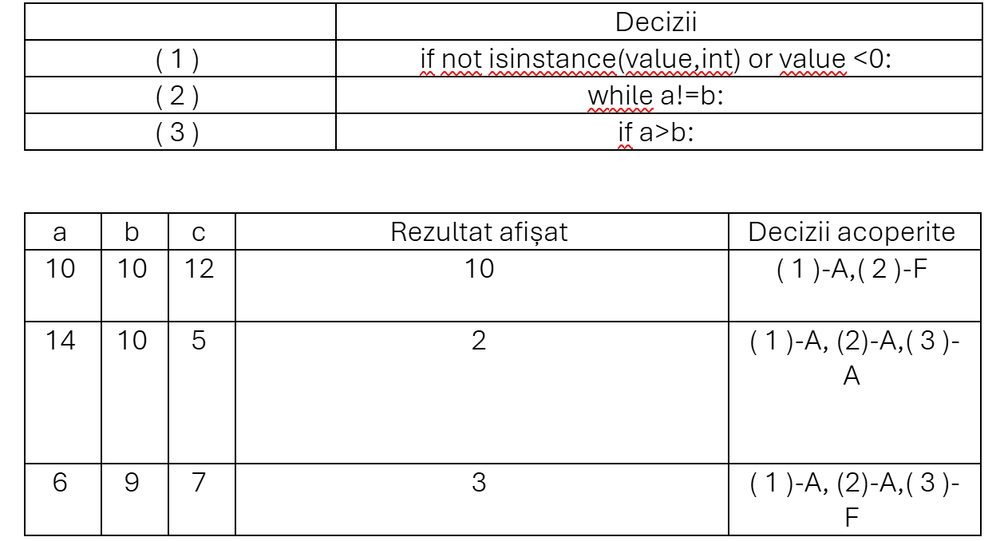 Decizii
( 1 ) if not isinstance(value,int) or value <0:
( 2 ) while a!=b:
( 3 ) if a>b:
a b c Rezultat afișat Decizii acoperite
10 10 12 10 ( 1 )-A,( 2 )-F
14 10 5 2 ( 1 )-A, (2)-A,( 3 )-
A
6 9 7 3 ( 1 )-A, (2)-A,( 3 )-
F